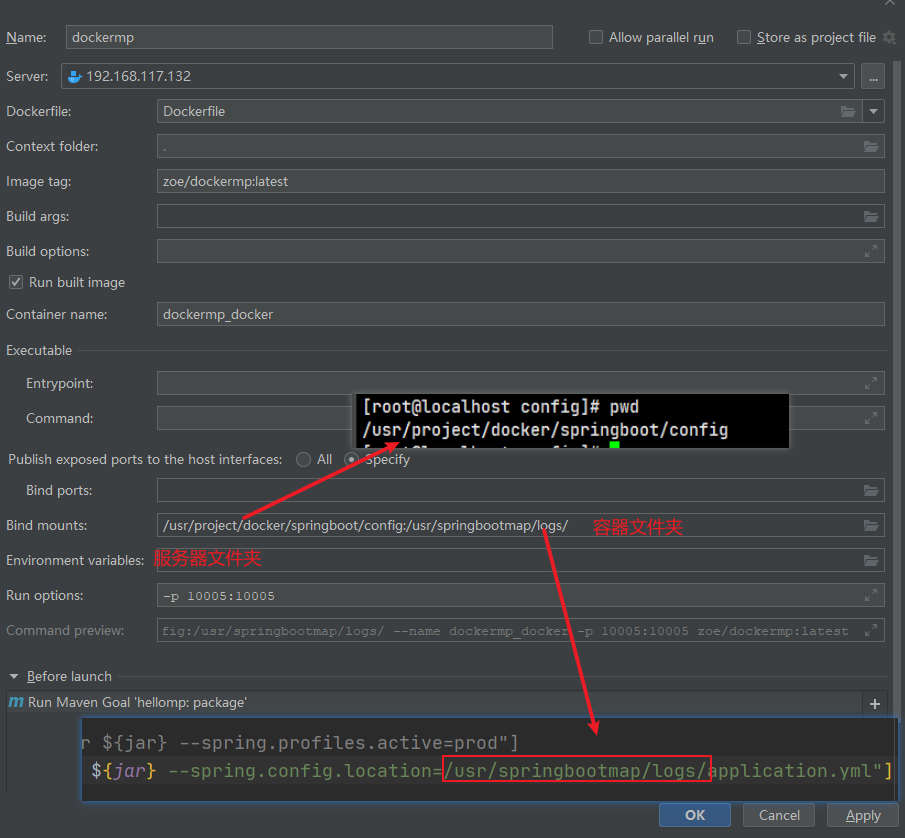 Name: dockermp Allow parallel run Store as project file
Server: 192.168.117.132 ...
Dockerfile: Dockerfile
Context folder: .
Image tag: zoe/dockermp:latest
Build args:
Build options:
Run built image
Container name: dockermp_docker
Executable
Entrypoint:
Command:
[root@localhost config]# pwd
/usr/project/docker/springboot/config
Publish exposed ports to the host interfaces: All Specify
Bind ports:
Bind mounts: /usr/project/docker/springboot/config:/usr/springbootmap/logs/ 容器文件夹
Environment variables: 服务器文件夹
Run options: -p 10005:10005
Command preview: fig:/usr/springbootmap/logs/ --name dockermp_docker -p 10005:10005 zoe/dockermp:latest
Before launch
m Run Maven Goal 'hellomp: package'
r ${jar} --spring.profiles.active=prod"]
${jar} --spring.config.location=/usr/springbootmap/logs/application.yml"]
OK Cancel Apply